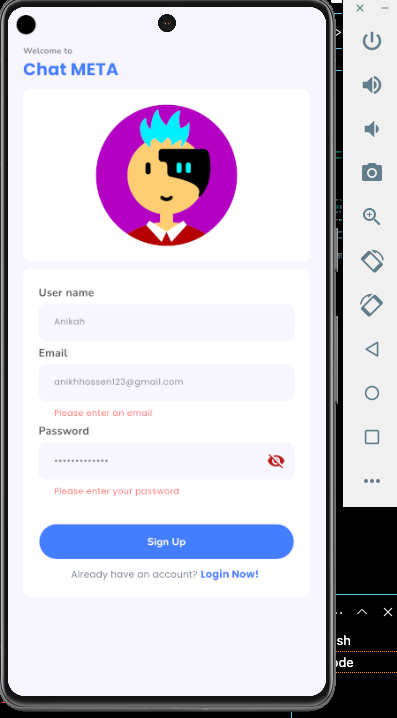 Welcome to
Chat META
User name
Anikah
Email
anikhhossen123@gmail.com
Please enter an email
Password
•••••••••••••
Please enter your password
Sign Up
Already have an account? Login Now!
sh
ode